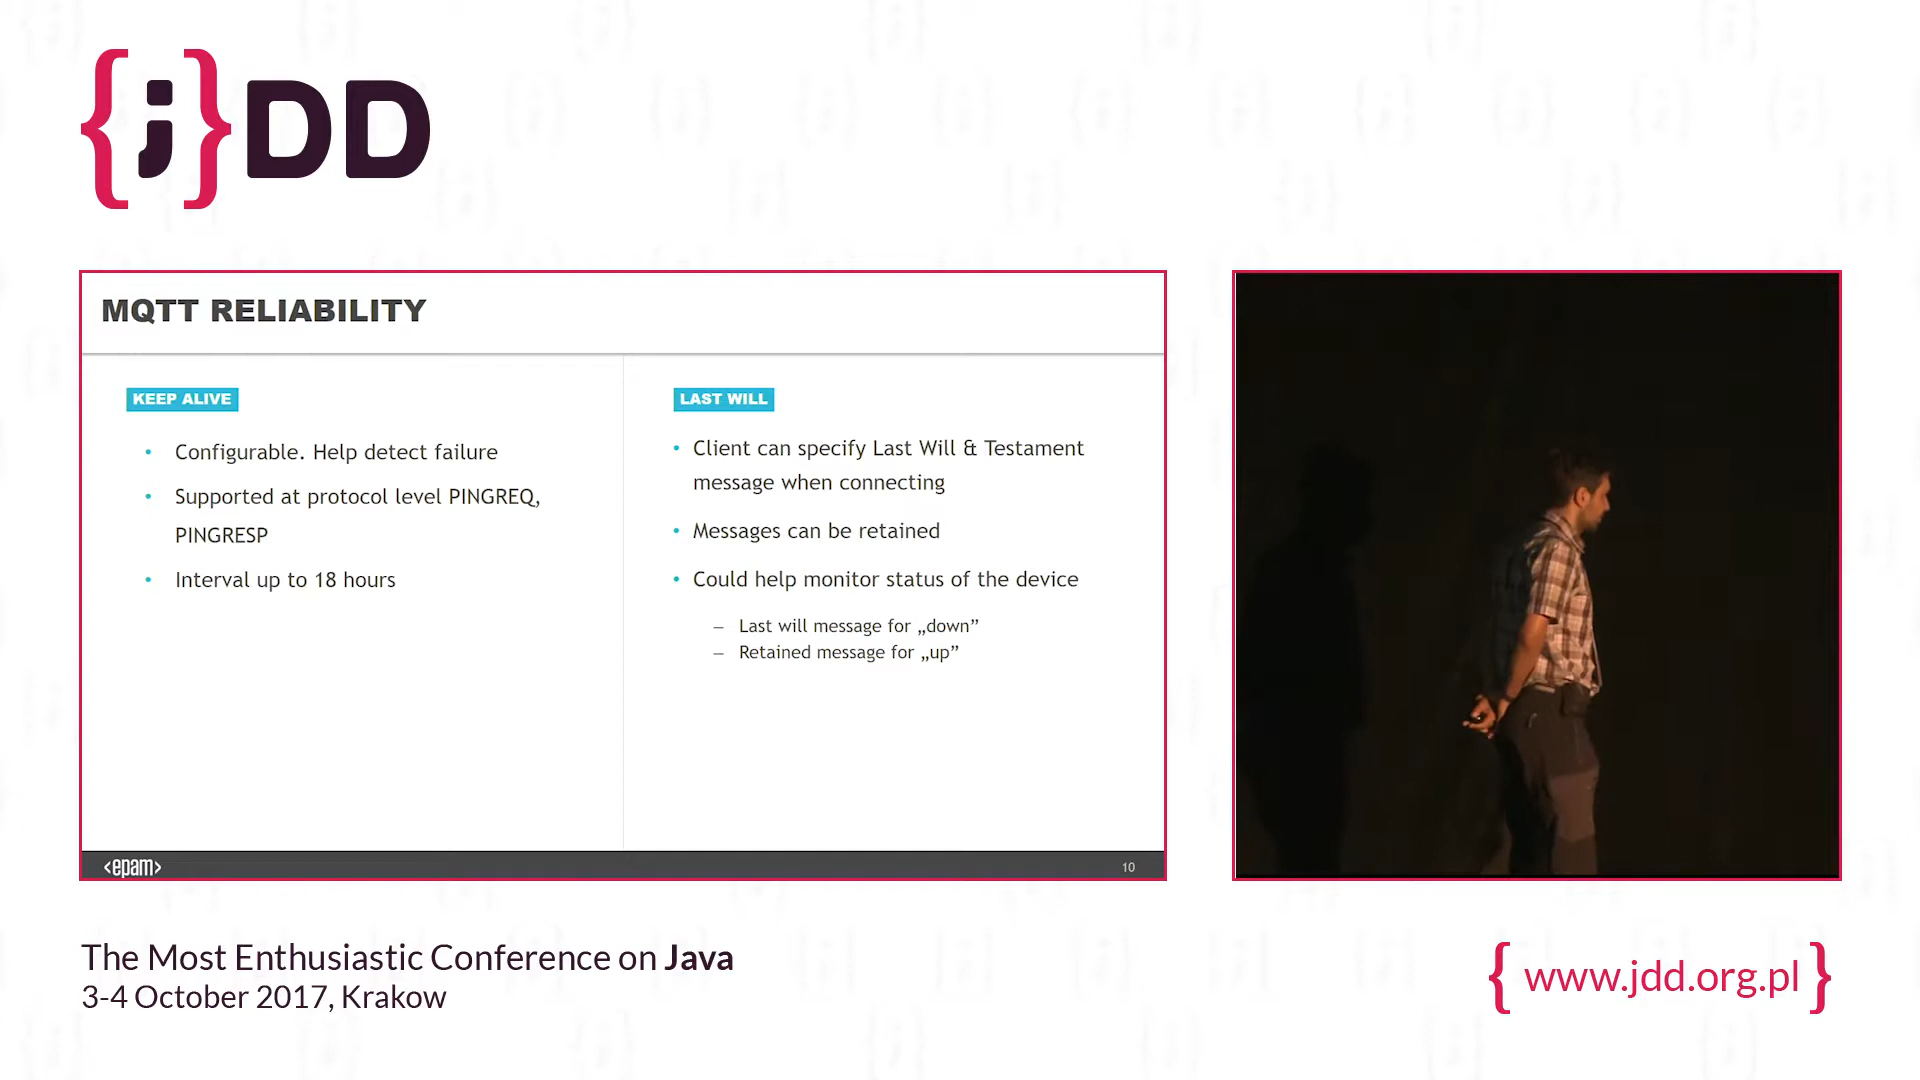 {;}DD
MQTT RELIABILITY
KEEP ALIVE
• Configurable. Help detect failure
• Supported at protocol level PINGREQ,
PINGRESP
• Interval up to 18 hours
LAST WILL
• Client can specify Last Will & Testament
message when connecting
• Messages can be retained
• Could help monitor status of the device
– Last will message for „down”
– Retained message for „up”
<epam>
10
The Most Enthusiastic Conference on Java
3-4 October 2017, Krakow
{ www.jdd.org.pl }